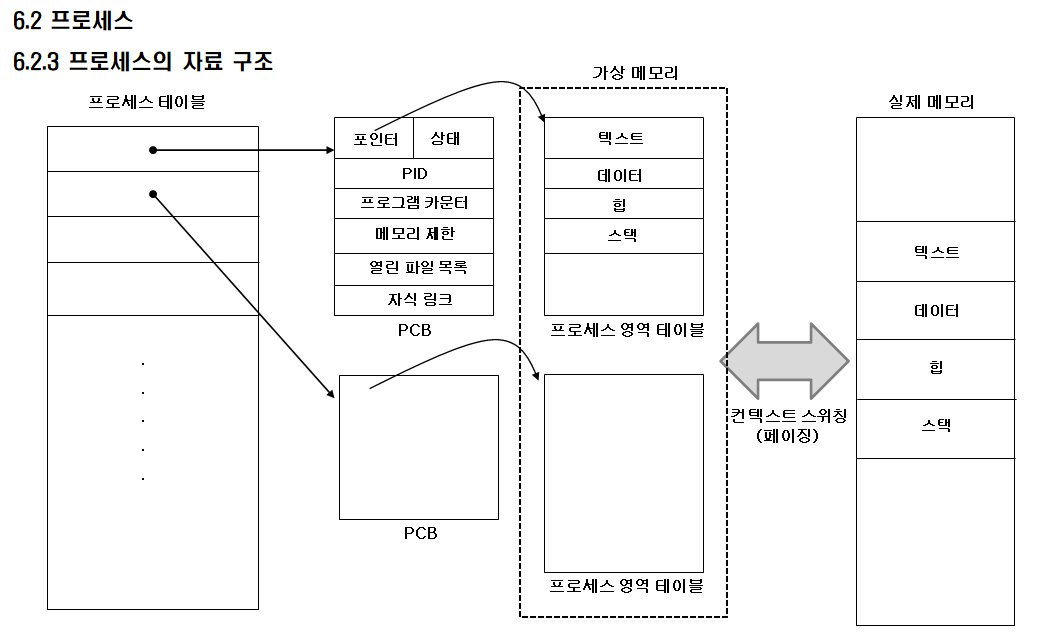 6.2 프로세스
6.2.3 프로세스의 자료 구조
프로세스 테이블
포인터 상태
PID
프로그램 카운터
메모리 제한
열린 파일 목록
자식 링크
PCB
PCB
가상 메모리
텍스트
데이터
힙
스택
프로세스 영역 테이블
프로세스 영역 테이블
컨텍스트 스위칭
(페이징)
실제 메모리
텍스트
데이터
힙
스택